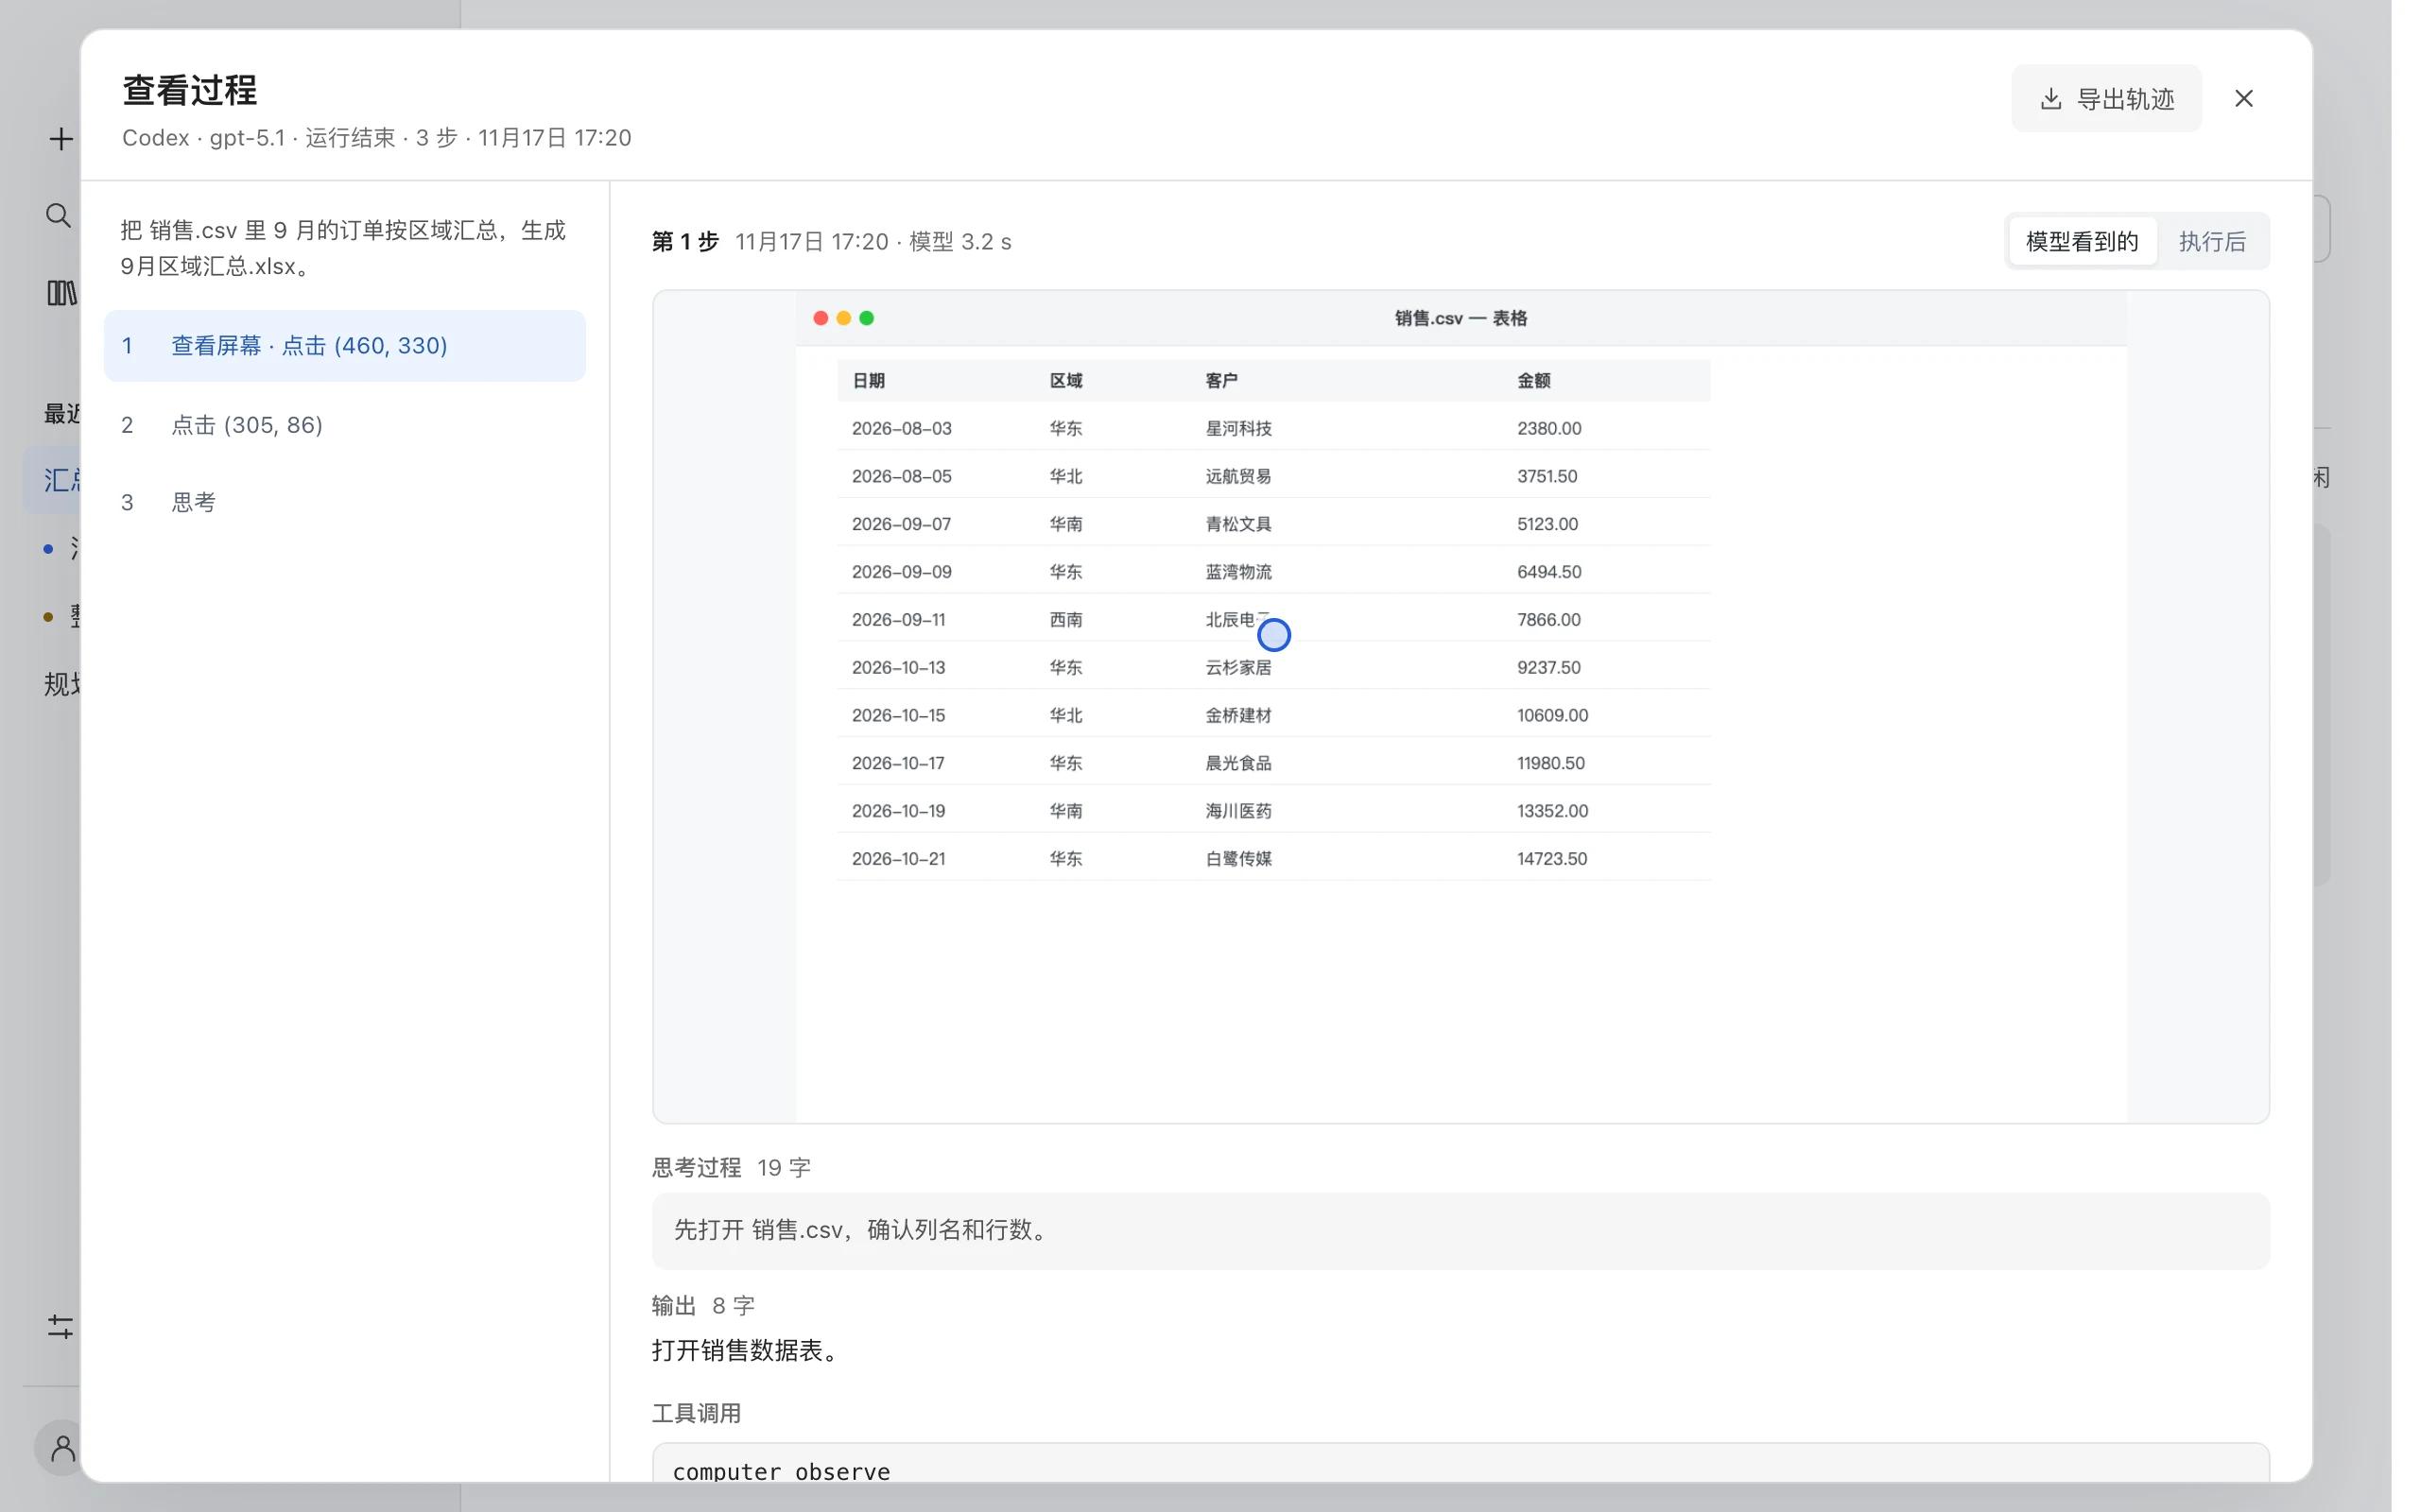 查看过程
导出轨迹
Codex · gpt-5.1 · 运行结束 · 3 步 · 11月17日 17:20
最近
汇总
规划
闲
把 销售.csv 里 9 月的订单按区域汇总，生成
9月区域汇总.xlsx。
1 查看屏幕 · 点击 (460, 330)
2 点击 (305, 86)
3 思考
第 1 步 11月17日 17:20 · 模型 3.2 s
模型看到的 执行后
销售.csv — 表格
日期 区域 客户 金额
2026-08-03 华东 星河科技 2380.00
2026-08-05 华北 远航贸易 3751.50
2026-09-07 华南 青松文具 5123.00
2026-09-09 华东 蓝湾物流 6494.50
2026-09-11 西南 北辰电 7866.00
2026-10-13 华东 云杉家居 9237.50
2026-10-15 华北 金桥建材 10609.00
2026-10-17 华东 晨光食品 11980.50
2026-10-19 华南 海川医药 13352.00
2026-10-21 华东 白鹭传媒 14723.50
思考过程 19 字
先打开 销售.csv，确认列名和行数。
输出 8 字
打开销售数据表。
工具调用
computer observe